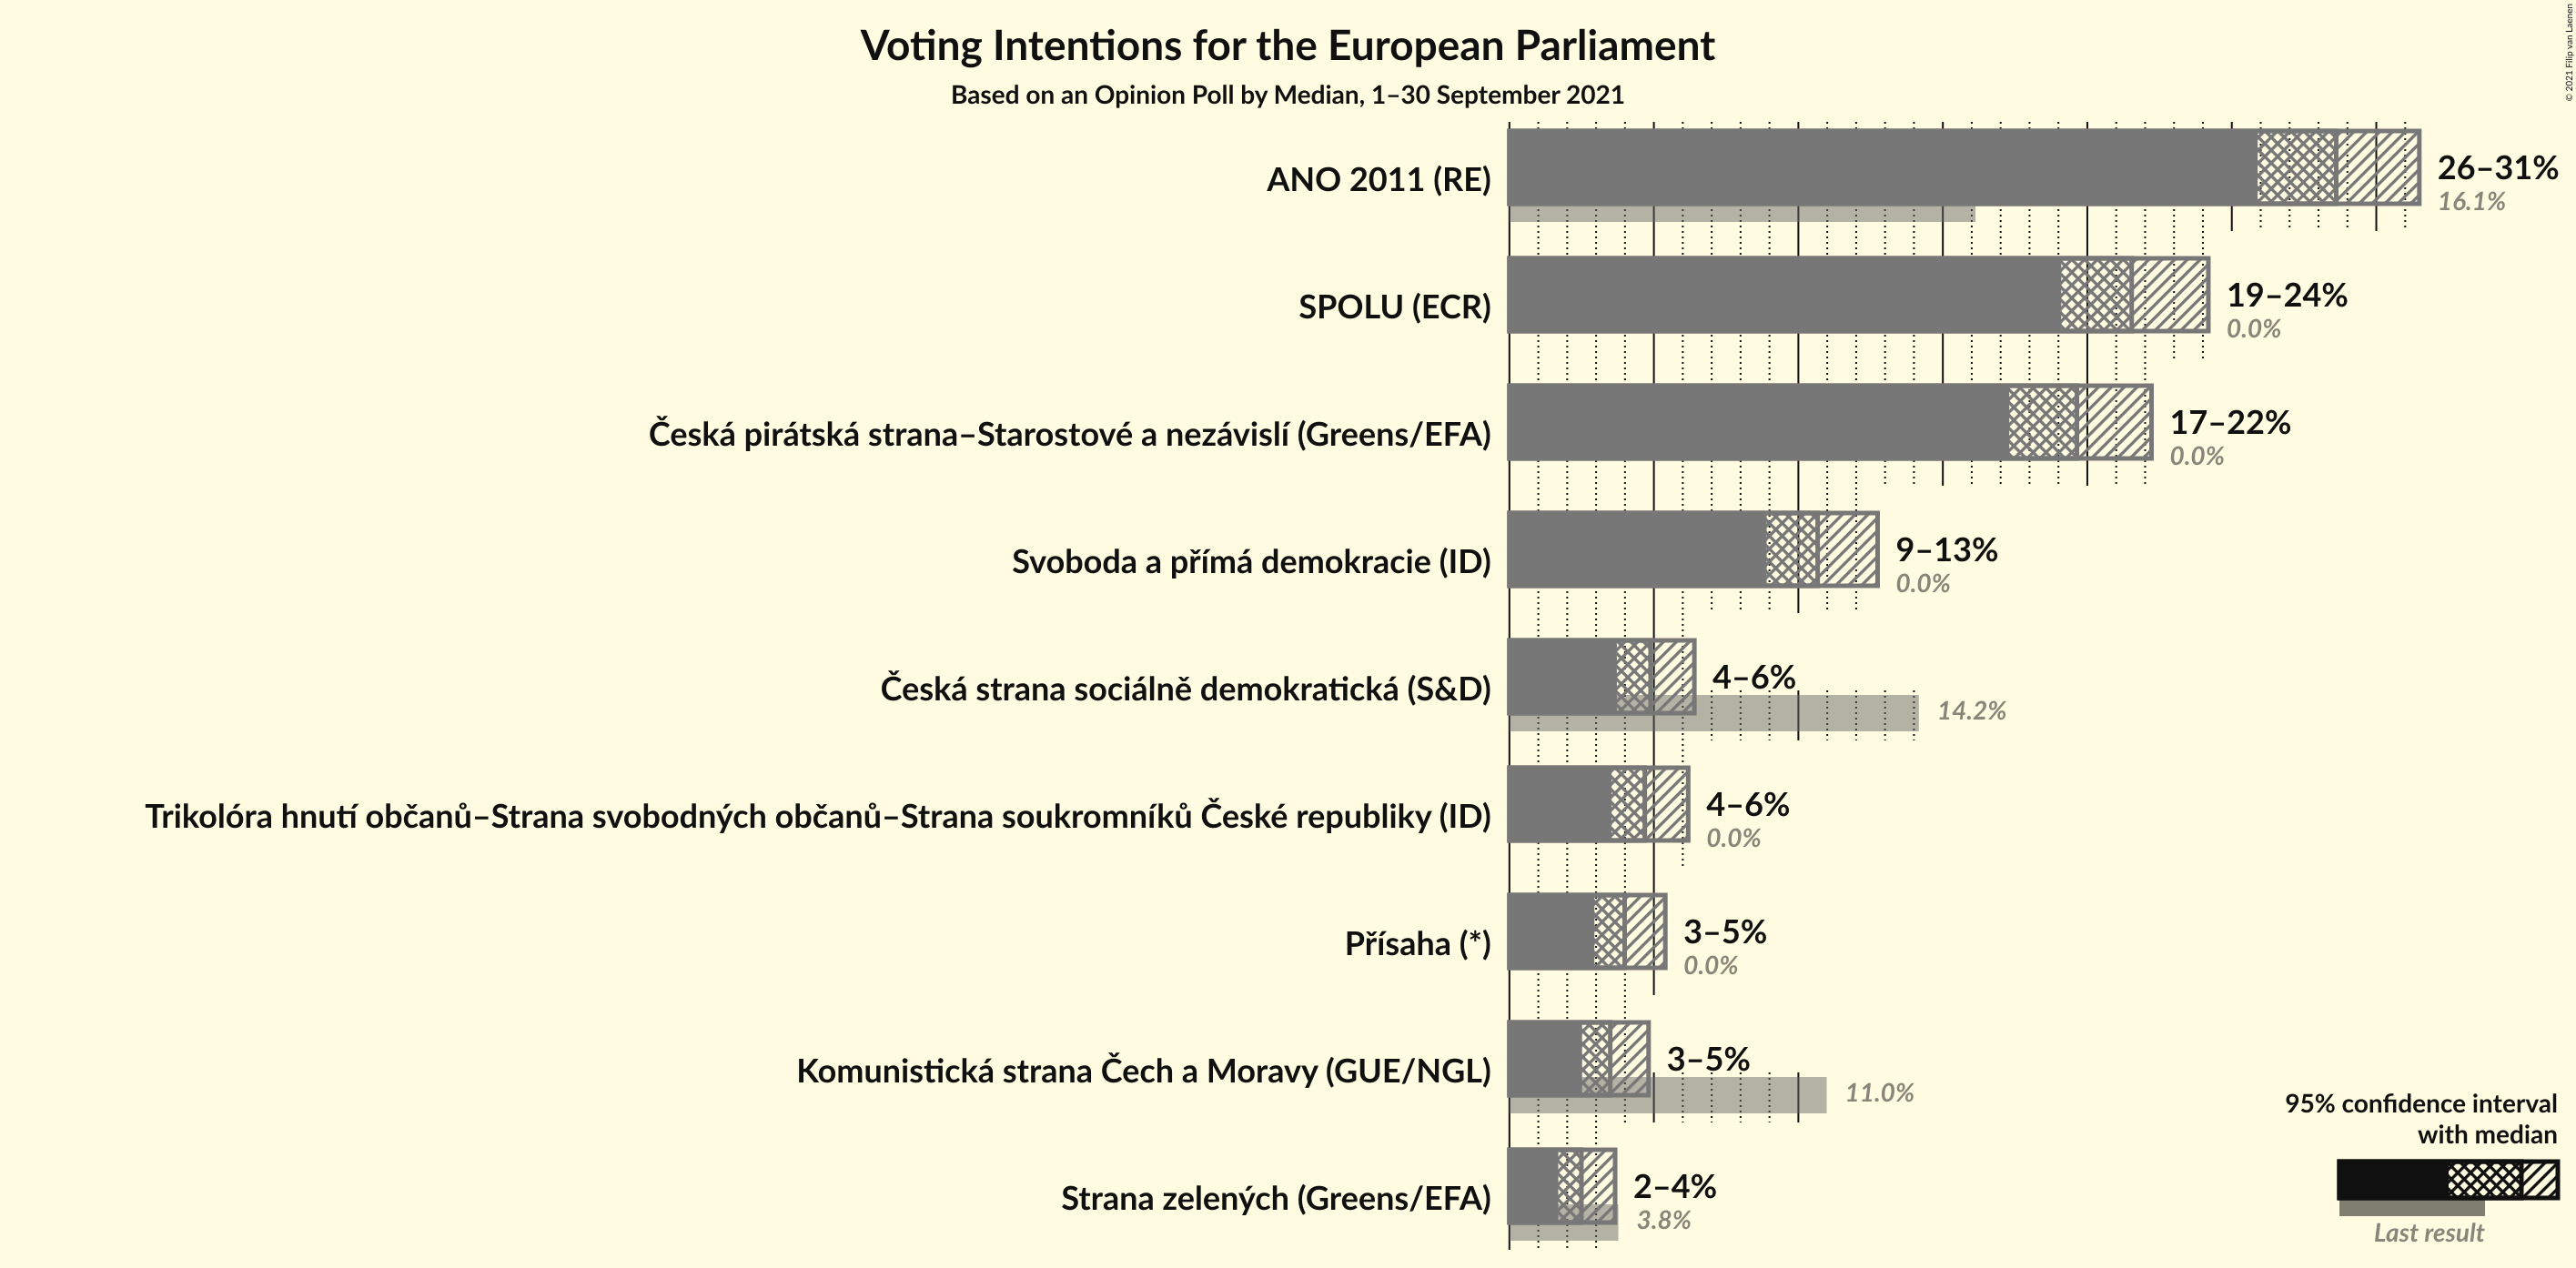 Voting Intentions for the European Parliament
Based on an Opinion Poll by Median, 1–30 September 2021
© 2021 Filip van Laenen
ANO 2011 (RE)
26–31%
16.1%
SPOLU (ECR)
19–24%
0.0%
Česká pirátská strana–Starostové a nezávislí (Greens/EFA)
17–22%
0.0%
Svoboda a přímá demokracie (ID)
9–13%
0.0%
Česká strana sociálně demokratická (S&D)
4–6%
14.2%
Trikolóra hnutí občanů–Strana svobodných občanů–Strana soukromníků České republiky (ID)
4–6%
0.0%
Přísaha (*)
3–5%
0.0%
Komunistická strana Čech a Moravy (GUE/NGL)
3–5%
11.0%
Strana zelených (Greens/EFA)
2–4%
3.8%
95% confidence interval
with median
Last result